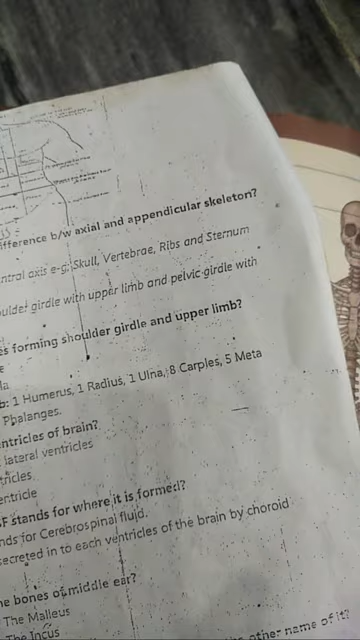 ifference b/w axial and appendicular skeleton?
ntral axis e-g: Skull, Vertebrae, Ribs and Sternum
oulder girdle with upper limb and pelvic girdle with
es forming shoulder girdle and upper limb?
e
la
b: 1 Humerus, 1 Radius, 1 Ulna, 8 Carples, 5 Meta
Phalanges.
ntricles of brain?
lateral ventricles
tricles
entricle
SF stands for where it is formed?
nds for Cerebrospinal fluid.
secreted in to each ventricles of the brain by choroid
he bones of middle ear?
The Malleus
The Incus
the other name of it?